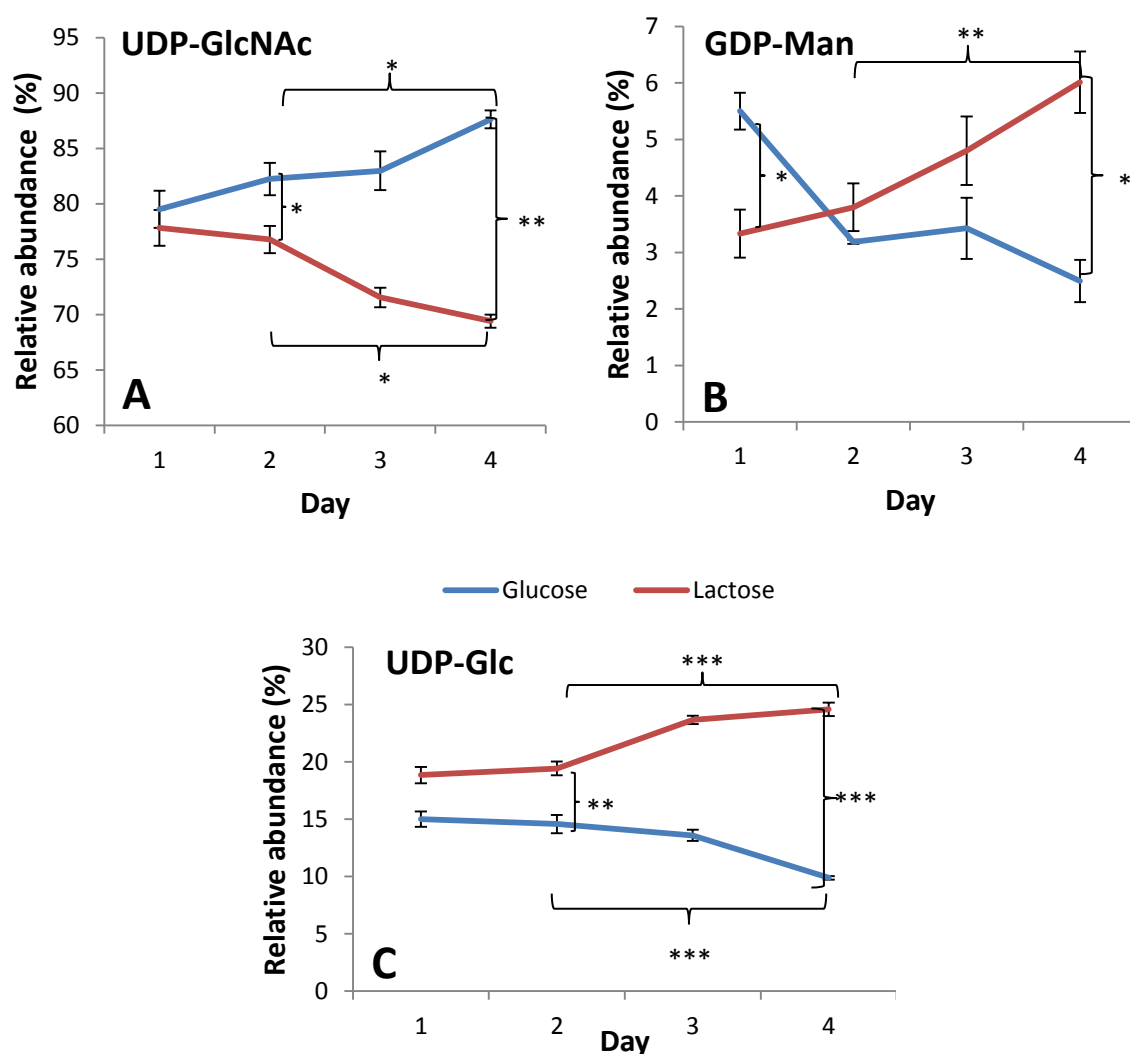 UDP-GlcNAc
Relative abundance (%)
95
90
85
80
75
70
65
60
*
*
**
*
A
1 2 3 4
Day
GDP-Man
Relative abundance (%)
7
6
5
4
3
2
1
0
**
*
*
B
1 2 3 4
Day
Glucose Lactose
UDP-Glc
Relative abundance (%)
30
25
20
15
10
5
0
***
**
***
***
C
1 2 3 4
Day